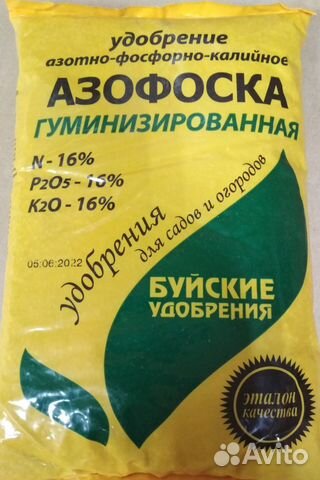 удобрение
азотно-фосфорно-калийное
АЗОФОСКА
ГУМИНИЗИРОВАННАЯ
N - 16%
P2O5 - 16%
K2O - 16%
05.06.2022
удобрения
для садов и огородов
БУЙСКИЕ
УДОБРЕНИЯ
эталон
качества
Avito